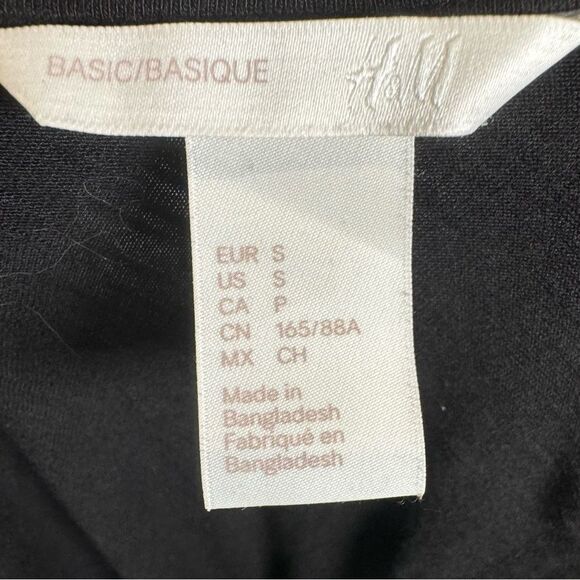 BASIC/BASIQUE
H&M
EUR S
US S
CA P
CN 165/88A
MX CH
Made in
Bangladesh
Fabriqué en
Bangladesh